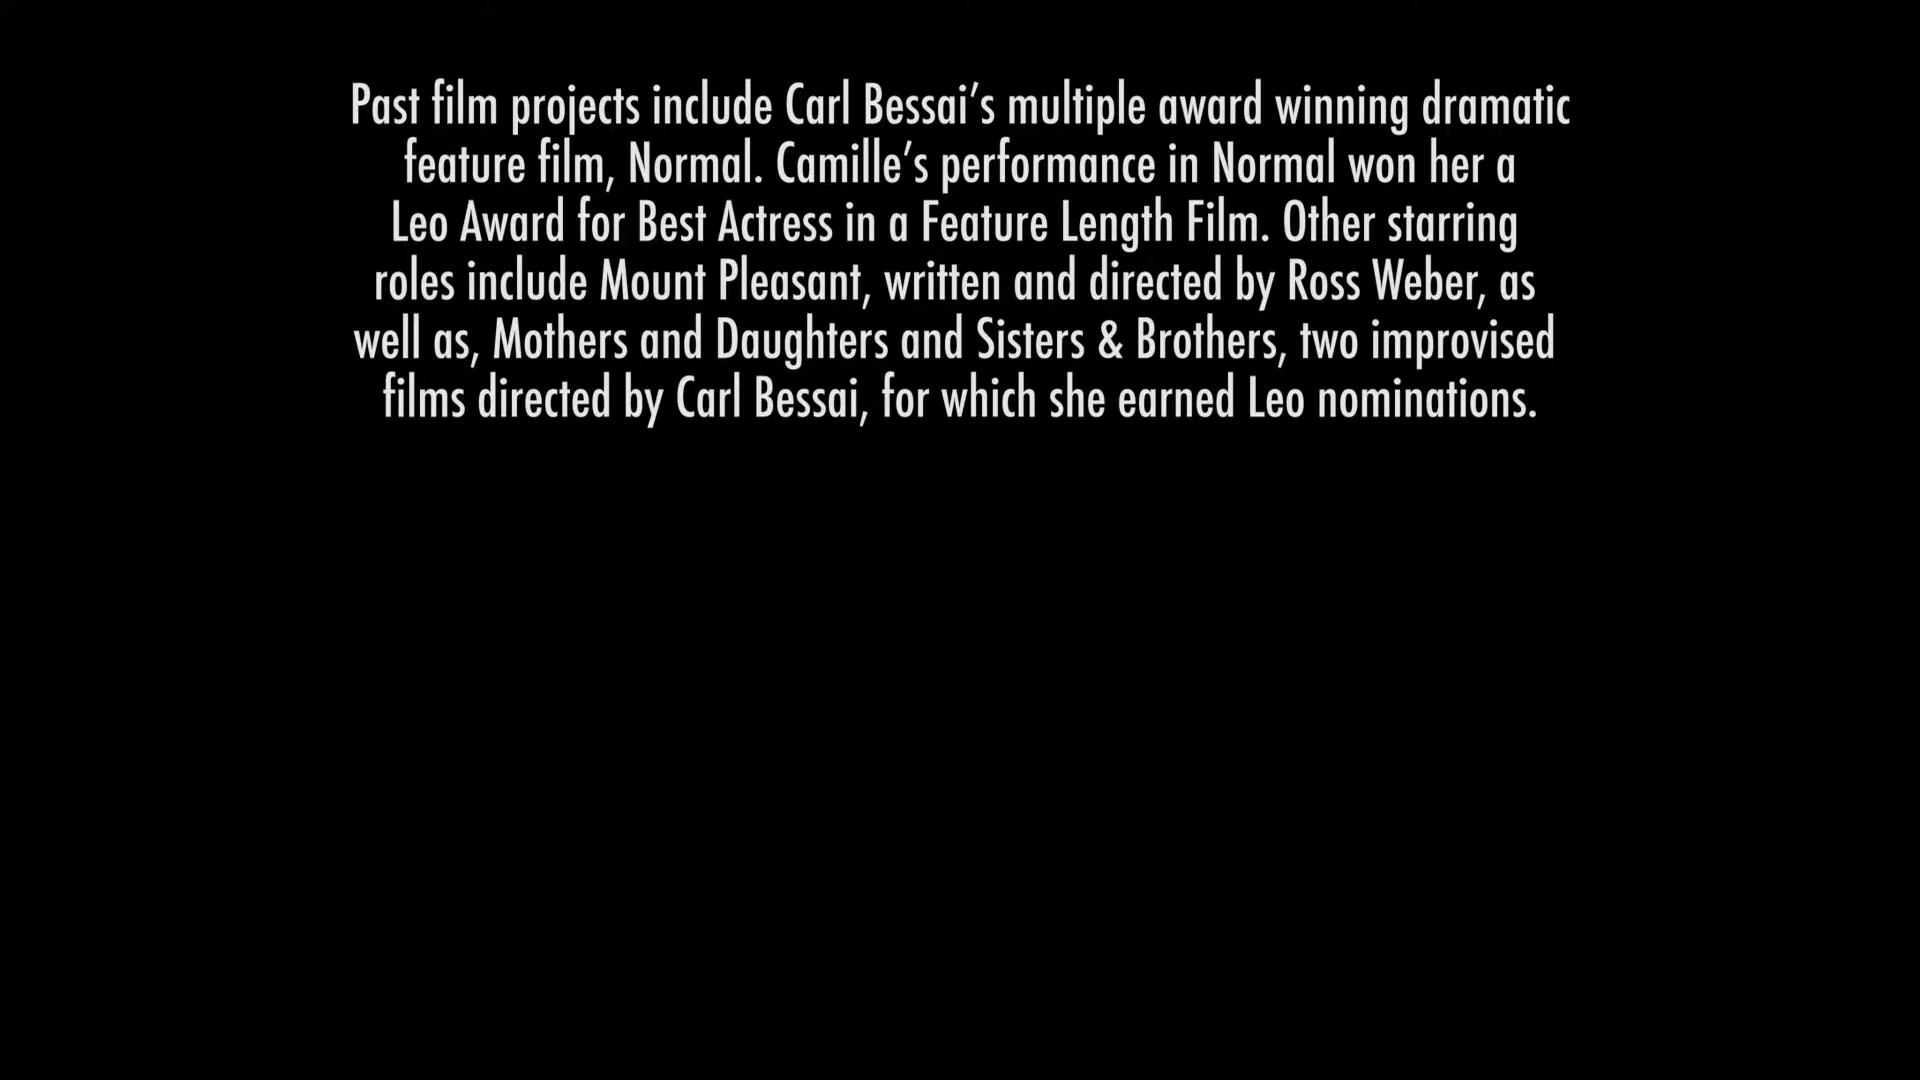 Past film projects include Carl Bessai’s multiple award winning dramatic
feature film, Normal. Camille’s performance in Normal won her a
Leo Award for Best Actress in a Feature Length Film. Other starring
roles include Mount Pleasant, written and directed by Ross Weber, as
well as, Mothers and Daughters and Sisters & Brothers, two improvised
films directed by Carl Bessai, for which she earned Leo nominations.